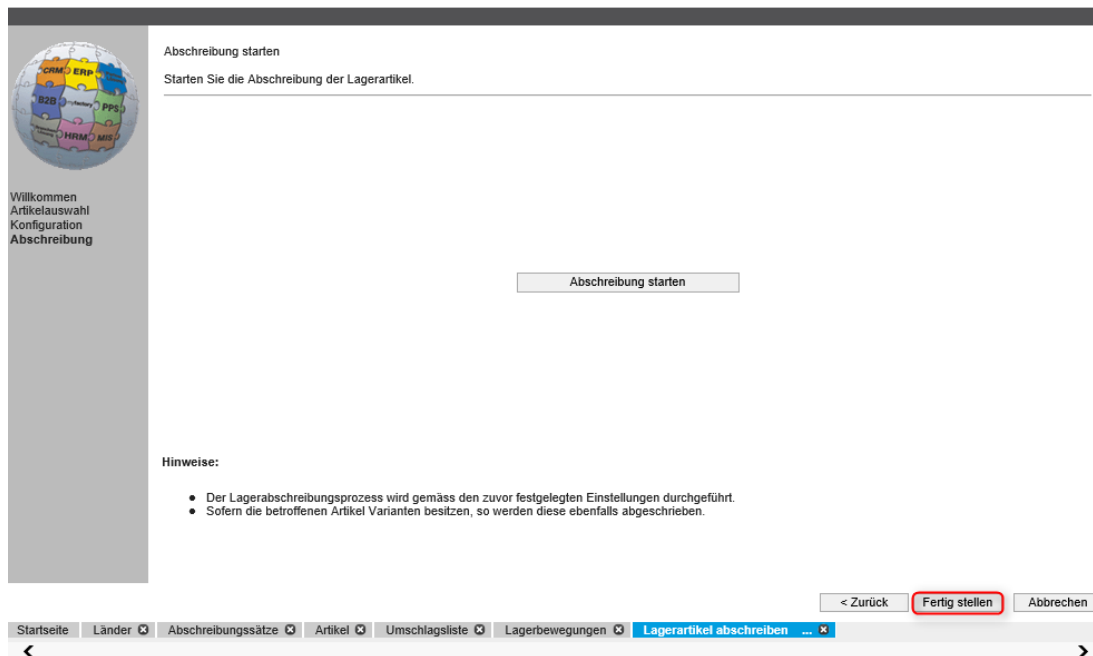 Abschreibung starten
Starten Sie die Abschreibung der Lagerartikel.
CRM ERP
B2B myfactory PPS
HRM MIS
Willkommen
Artikelauswahl
Konfiguration
Abschreibung
Abschreibung starten
Hinweise:
Der Lagerabschreibungsprozess wird gemäss den zuvor festgelegten Einstellungen durchgeführt.
Sofern die betroffenen Artikel Varianten besitzen, so werden diese ebenfalls abgeschrieben.
< Zurück Fertig stellen Abbrechen
Startseite Länder Abschreibungssätze Artikel Umschlagsliste Lagerbewegungen Lagerartikel abschreiben ...